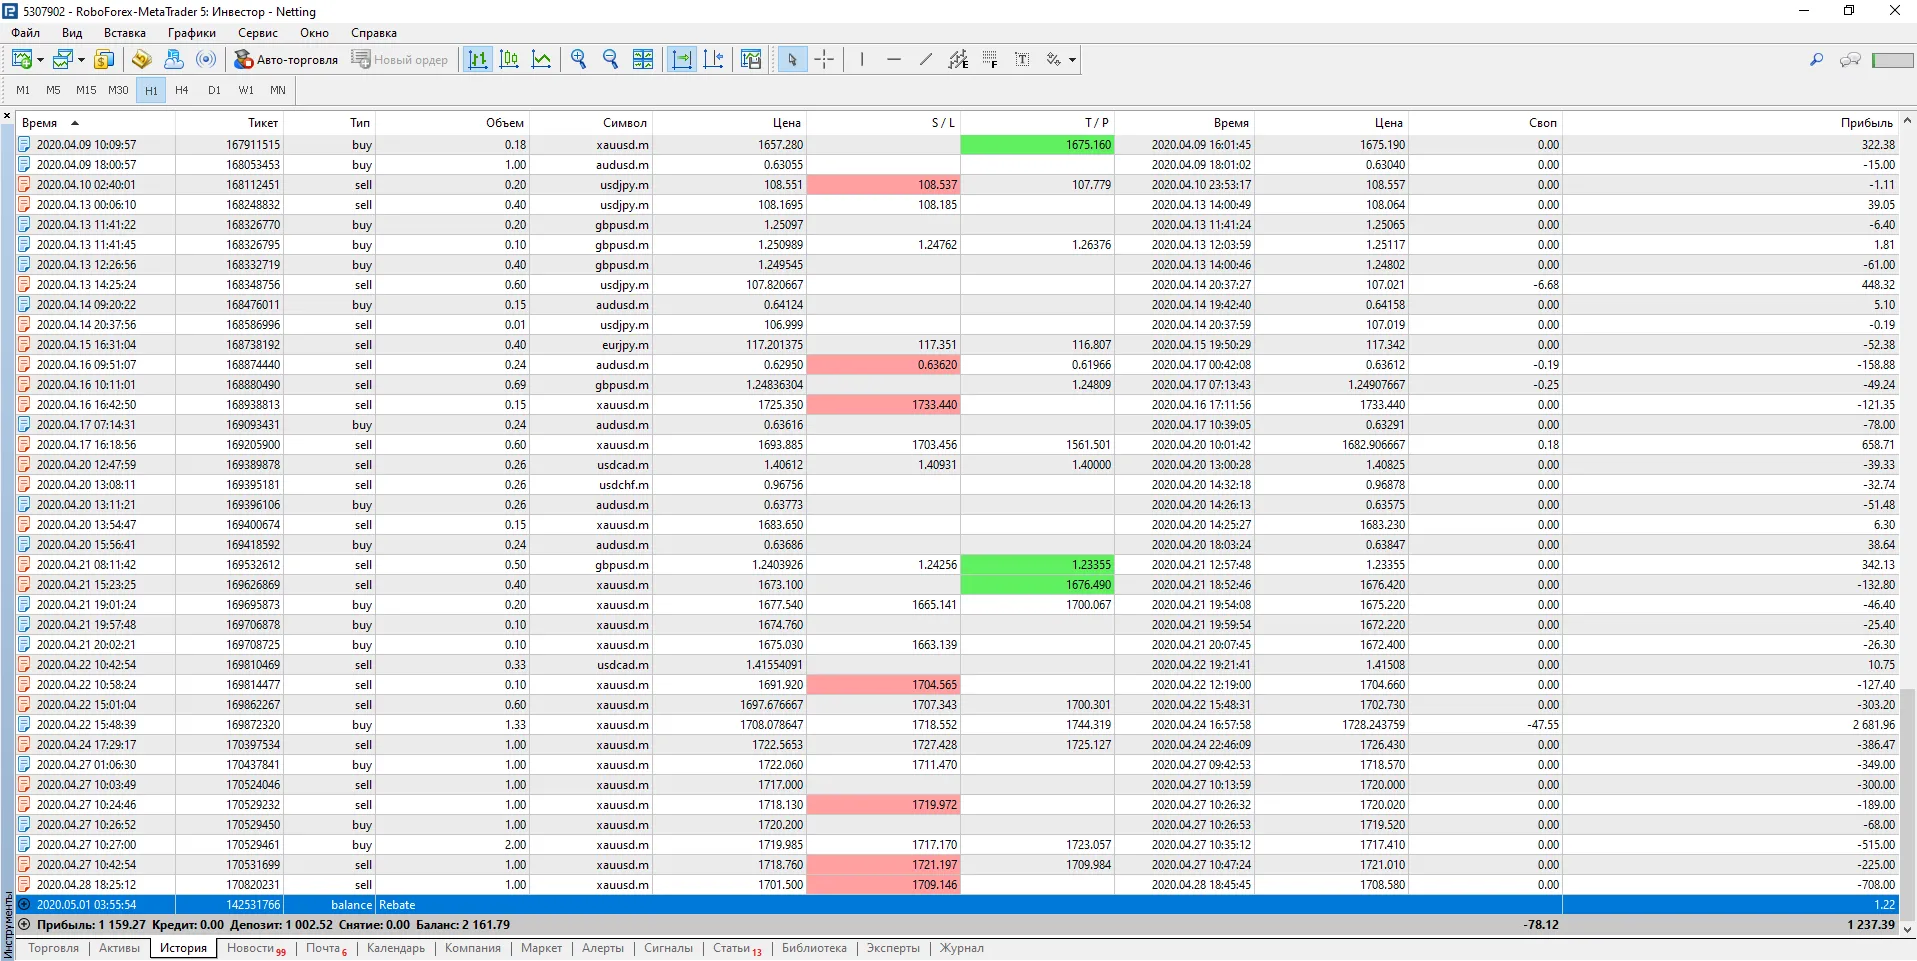 5307902 - RoboForex-MetaTrader 5: Инвестор - Netting
Файл Вид Вставка Графики Сервис Окно Справка
Авто-торговля Новый ордер
M1 M5 M15 M30 H1 H4 D1 W1 MN
Время Тикет Тип Объем Символ Цена S / L T / P Время Цена Своп Прибыль
2020.04.09 10:09:57 167911515 buy 0.18 xauusd.m 1657.280 1675.160 2020.04.09 16:01:45 1675.190 0.00 322.38
2020.04.09 18:00:57 168053453 buy 1.00 audusd.m 0.63055 2020.04.09 18:01:02 0.63040 0.00 -15.00
2020.04.10 02:40:01 168112451 sell 0.20 usdjpy.m 108.551 108.537 107.779 2020.04.10 23:53:17 108.557 0.00 -1.11
2020.04.13 00:06:10 168248832 sell 0.40 usdjpy.m 108.1695 108.185 2020.04.13 14:00:49 108.064 0.00 39.05
2020.04.13 11:41:22 168326770 buy 0.20 gbpusd.m 1.25097 2020.04.13 11:41:24 1.25065 0.00 -6.40
2020.04.13 11:41:45 168326795 buy 0.10 gbpusd.m 1.250989 1.24762 1.26376 2020.04.13 12:03:59 1.25117 0.00 1.81
2020.04.13 12:26:56 168332719 buy 0.40 gbpusd.m 1.249545 2020.04.13 14:00:46 1.24802 0.00 -61.00
2020.04.13 14:25:24 168348756 sell 0.60 usdjpy.m 107.820667 2020.04.14 20:37:27 107.021 -6.68 448.32
2020.04.14 09:20:22 168476011 buy 0.15 audusd.m 0.64124 2020.04.14 19:42:40 0.64158 0.00 5.10
2020.04.14 20:37:56 168586996 sell 0.01 usdjpy.m 106.999 2020.04.14 20:37:59 107.019 0.00 -0.19
2020.04.15 16:31:04 168738192 sell 0.40 eurjpy.m 117.201375 117.351 116.807 2020.04.15 19:50:29 117.342 0.00 -52.38
2020.04.16 09:51:07 168874440 sell 0.24 audusd.m 0.62950 0.63620 0.61966 2020.04.17 00:42:08 0.63612 -0.19 -158.88
2020.04.16 10:11:01 168880490 sell 0.69 gbpusd.m 1.24836304 1.24809 2020.04.17 07:13:43 1.24907667 -0.25 -49.24
2020.04.16 16:42:50 168938813 sell 0.15 xauusd.m 1725.350 1733.440 2020.04.16 17:11:56 1733.440 0.00 -121.35
2020.04.17 07:14:31 169093431 buy 0.24 audusd.m 0.63616 2020.04.17 10:39:05 0.63291 0.00 -78.00
2020.04.17 16:18:56 169205900 sell 0.60 xauusd.m 1693.885 1703.456 1561.501 2020.04.20 10:01:42 1682.906667 0.18 658.71
2020.04.20 12:47:59 169389878 sell 0.26 usdcad.m 1.40612 1.40931 1.40000 2020.04.20 13:00:28 1.40825 0.00 -39.33
2020.04.20 13:08:11 169395181 sell 0.26 usdchf.m 0.96756 2020.04.20 14:32:18 0.96878 0.00 -32.74
2020.04.20 13:11:21 169396106 buy 0.26 audusd.m 0.63773 2020.04.20 14:26:13 0.63575 0.00 -51.48
2020.04.20 13:54:47 169400674 sell 0.15 xauusd.m 1683.650 2020.04.20 14:25:27 1683.230 0.00 6.30
2020.04.20 15:56:41 169418592 buy 0.24 audusd.m 0.63686 2020.04.20 18:03:24 0.63847 0.00 38.64
2020.04.21 08:11:42 169532612 sell 0.50 gbpusd.m 1.2403926 1.24256 1.23355 2020.04.21 12:57:48 1.23355 0.00 342.13
2020.04.21 15:23:25 169626869 sell 0.40 xauusd.m 1673.100 1676.490 2020.04.21 18:52:46 1676.420 0.00 -132.80
2020.04.21 19:01:24 169695873 buy 0.20 xauusd.m 1677.540 1665.141 1700.067 2020.04.21 19:54:08 1675.220 0.00 -46.40
2020.04.21 19:57:48 169706878 buy 0.10 xauusd.m 1674.760 2020.04.21 19:59:54 1672.220 0.00 -25.40
2020.04.21 20:02:21 169708725 buy 0.10 xauusd.m 1675.030 1663.139 2020.04.21 20:07:45 1672.400 0.00 -26.30
2020.04.22 10:42:54 169810469 sell 0.33 usdcad.m 1.41554091 2020.04.22 19:21:41 1.41508 0.00 10.75
2020.04.22 10:58:24 169814477 sell 0.10 xauusd.m 1691.920 1704.565 2020.04.22 12:19:00 1704.660 0.00 -127.40
2020.04.22 15:01:04 169862267 sell 0.60 xauusd.m 1697.676667 1707.343 1700.301 2020.04.22 15:48:31 1702.730 0.00 -303.20
2020.04.22 15:48:39 169872320 buy 1.33 xauusd.m 1708.078647 1718.552 1744.319 2020.04.24 16:57:58 1728.243759 -47.55 2 681.96
2020.04.24 17:29:17 170397534 sell 1.00 xauusd.m 1722.5653 1727.428 1725.127 2020.04.24 22:46:09 1726.430 0.00 -386.47
2020.04.27 01:06:30 170437841 buy 1.00 xauusd.m 1722.060 1711.470 2020.04.27 09:42:53 1718.570 0.00 -349.00
2020.04.27 10:03:49 170524046 sell 1.00 xauusd.m 1717.000 2020.04.27 10:13:59 1720.000 0.00 -300.00
2020.04.27 10:24:46 170529232 sell 1.00 xauusd.m 1718.130 1719.972 2020.04.27 10:26:32 1720.020 0.00 -189.00
2020.04.27 10:26:52 170529450 buy 1.00 xauusd.m 1720.200 2020.04.27 10:26:53 1719.520 0.00 -68.00
2020.04.27 10:27:00 170529461 buy 2.00 xauusd.m 1719.985 1717.170 1723.057 2020.04.27 10:35:12 1717.410 0.00 -515.00
2020.04.27 10:42:54 170531699 sell 1.00 xauusd.m 1718.760 1721.197 1709.984 2020.04.27 10:47:24 1721.010 0.00 -225.00
2020.04.28 18:25:12 170820231 sell 1.00 xauusd.m 1701.500 1709.146 2020.04.28 18:45:45 1708.580 0.00 -708.00
2020.05.01 03:55:54 142531766 balance Rebate 1.22
Прибыль: 1 159.27 Кредит: 0.00 Депозит: 1 002.52 Снятие: 0.00 Баланс: 2 161.79 -78.12 1 237.39
Инструменты
Торговля Активы История Новости 99 Почта 6 Календарь Компания Маркет Алерты Сигналы Статьи 13 Библиотека Эксперты Журнал